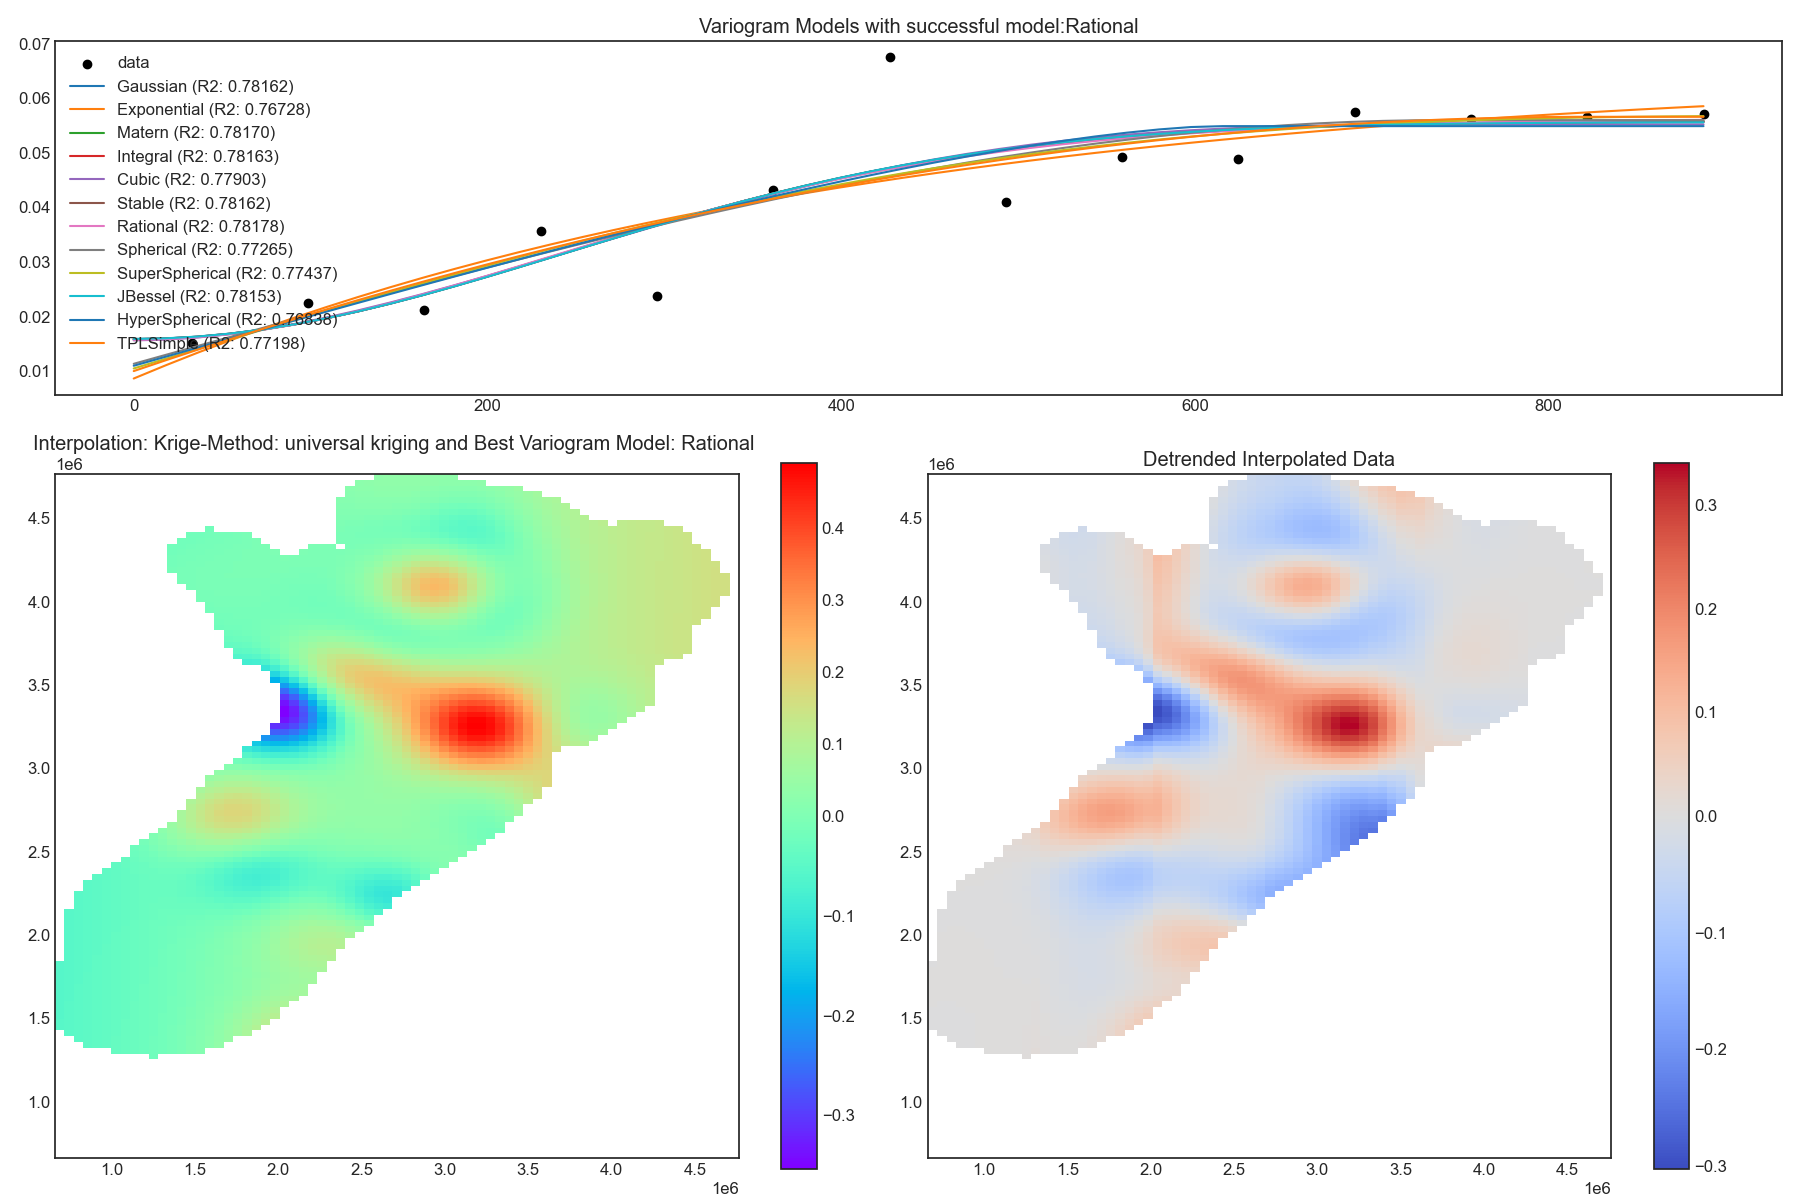 Variogram Models with successful model:Rational
0.07
0.06
0.05
0.04
0.03
0.02
0.01
data
Gaussian (R2: 0.78162)
Exponential (R2: 0.76728)
Matern (R2: 0.78170)
Integral (R2: 0.78163)
Cubic (R2: 0.77903)
Stable (R2: 0.78162)
Rational (R2: 0.78178)
Spherical (R2: 0.77265)
SuperSpherical (R2: 0.77437)
JBessel (R2: 0.78153)
HyperSpherical (R2: 0.76838)
TPLSimple (R2: 0.77198)
0 200 400 600 800
Interpolation: Krige-Method: universal kriging and Best Variogram Model: Rational
1e6
4.5
4.0
3.5
3.0
2.5
2.0
1.5
1.0
1.0 1.5 2.0 2.5 3.0 3.5 4.0 4.5
1e6
0.4
0.3
0.2
0.1
0.0
−0.1
−0.2
−0.3
Detrended Interpolated Data
1e6
4.5
4.0
3.5
3.0
2.5
2.0
1.5
1.0
1.0 1.5 2.0 2.5 3.0 3.5 4.0 4.5
1e6
0.3
0.2
0.1
0.0
−0.1
−0.2
−0.3